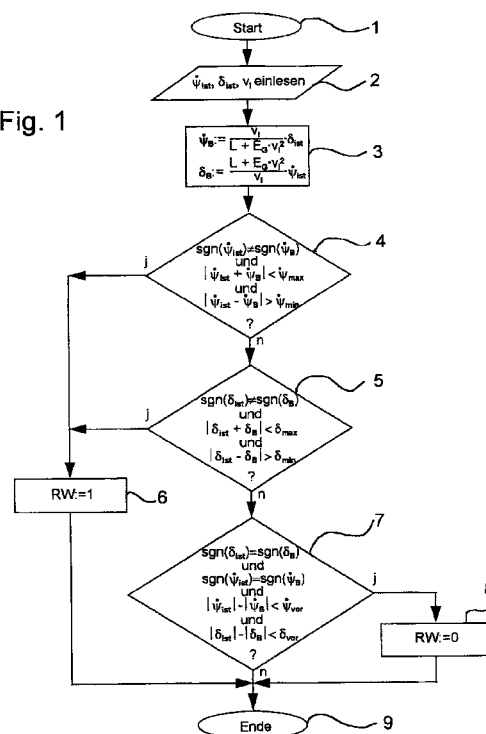 Fig. 1
Start
1
ψ̇ist, δist, vl einlesen
2
ψ̇B:= vl / (L + EG·vl²) ·δist
δB:= (L + EG·vl²) / vl ·ψ̇ist
3
4
sgn(ψ̇ist)≠sgn(ψ̇B)
und
|ψ̇ist + ψ̇B|<ψ̇max
und
|ψ̇ist - ψ̇B|>ψ̇min
?
j
n
5
sgn(δist)≠sgn(δB)
und
|δist + δB|<δmax
und
|δist - δB|>δmin
?
j
n
RW:=1
6
7
sgn(δist)=sgn(δB)
und
sgn(ψ̇ist)=sgn(ψ̇B)
und
|ψ̇ist|-|ψ̇B|<ψ̇vor
und
|δist|-|δB|<δvor
?
j
n
8
RW:=0
Ende
9